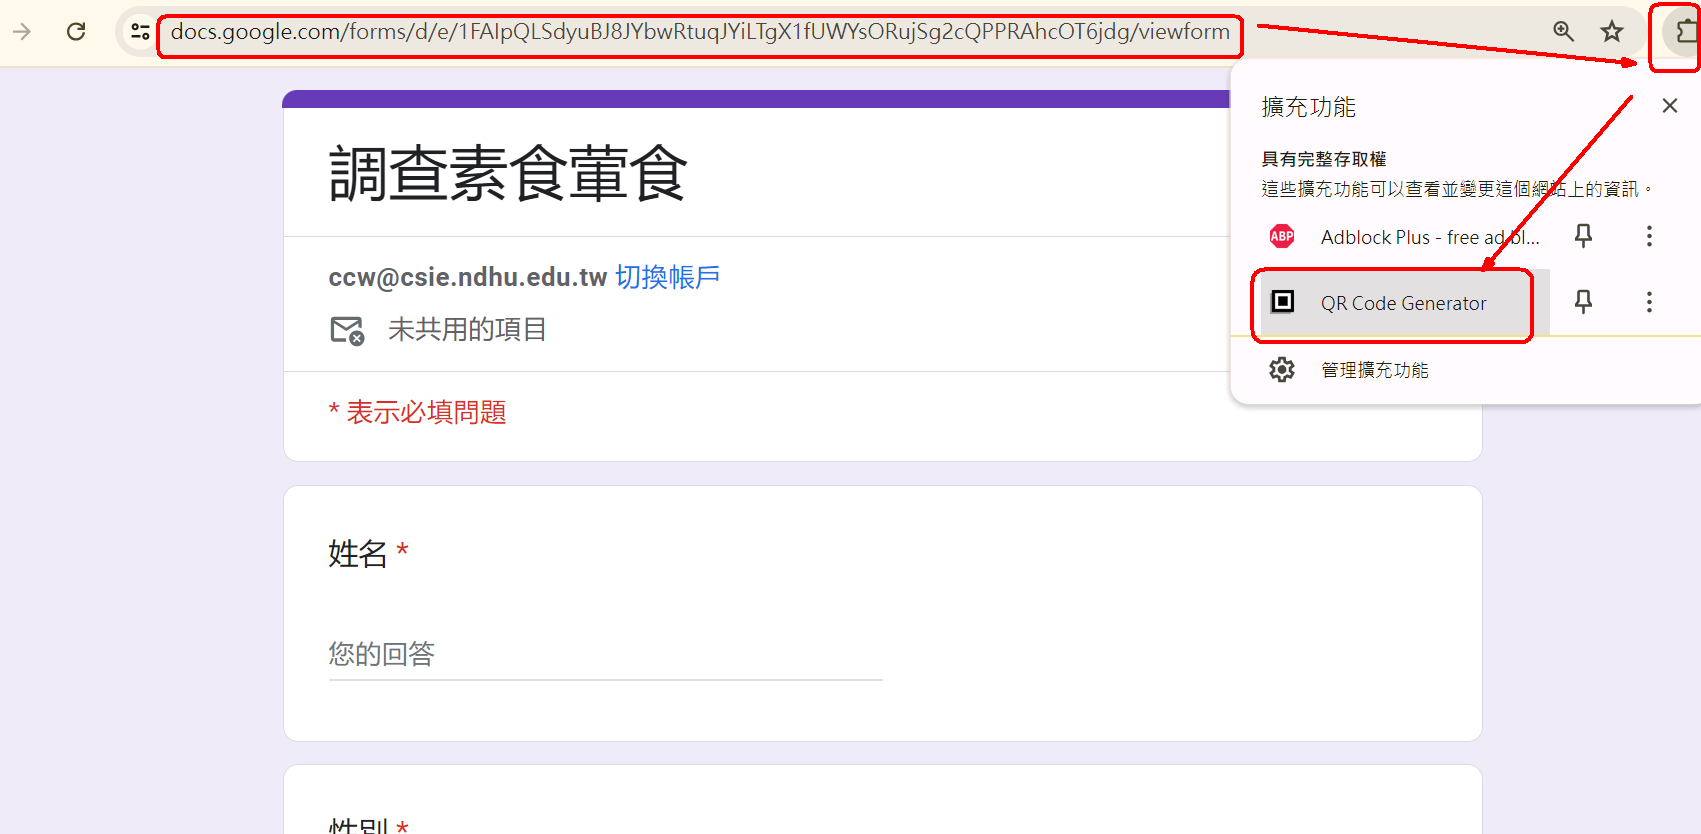 docs.google.com/forms/d/e/1FAIpQLSdyuBJ8JYbwRtuqJYiLTgX1fUWYsORujSg2cQPPRAhcOT6jdg/viewform
擴充功能
具有完整存取權
這些擴充功能可以查看並變更這個網站上的資訊。
ABP Adblock Plus - free ad bl...
QR Code Generator
管理擴充功能
調查素食葷食
ccw@csie.ndhu.edu.tw 切換帳戶
未共用的項目
* 表示必填問題
姓名 *
您的回答
性別 *